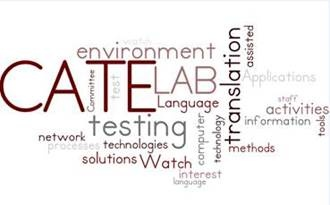 watch
environment
assisted
translation
CATE LAB
Applications
Committee
test
Language
staff
activities
testing
computer
technology
information
tools
network
processes
technologies
methods
solutions
Watch
interest
language